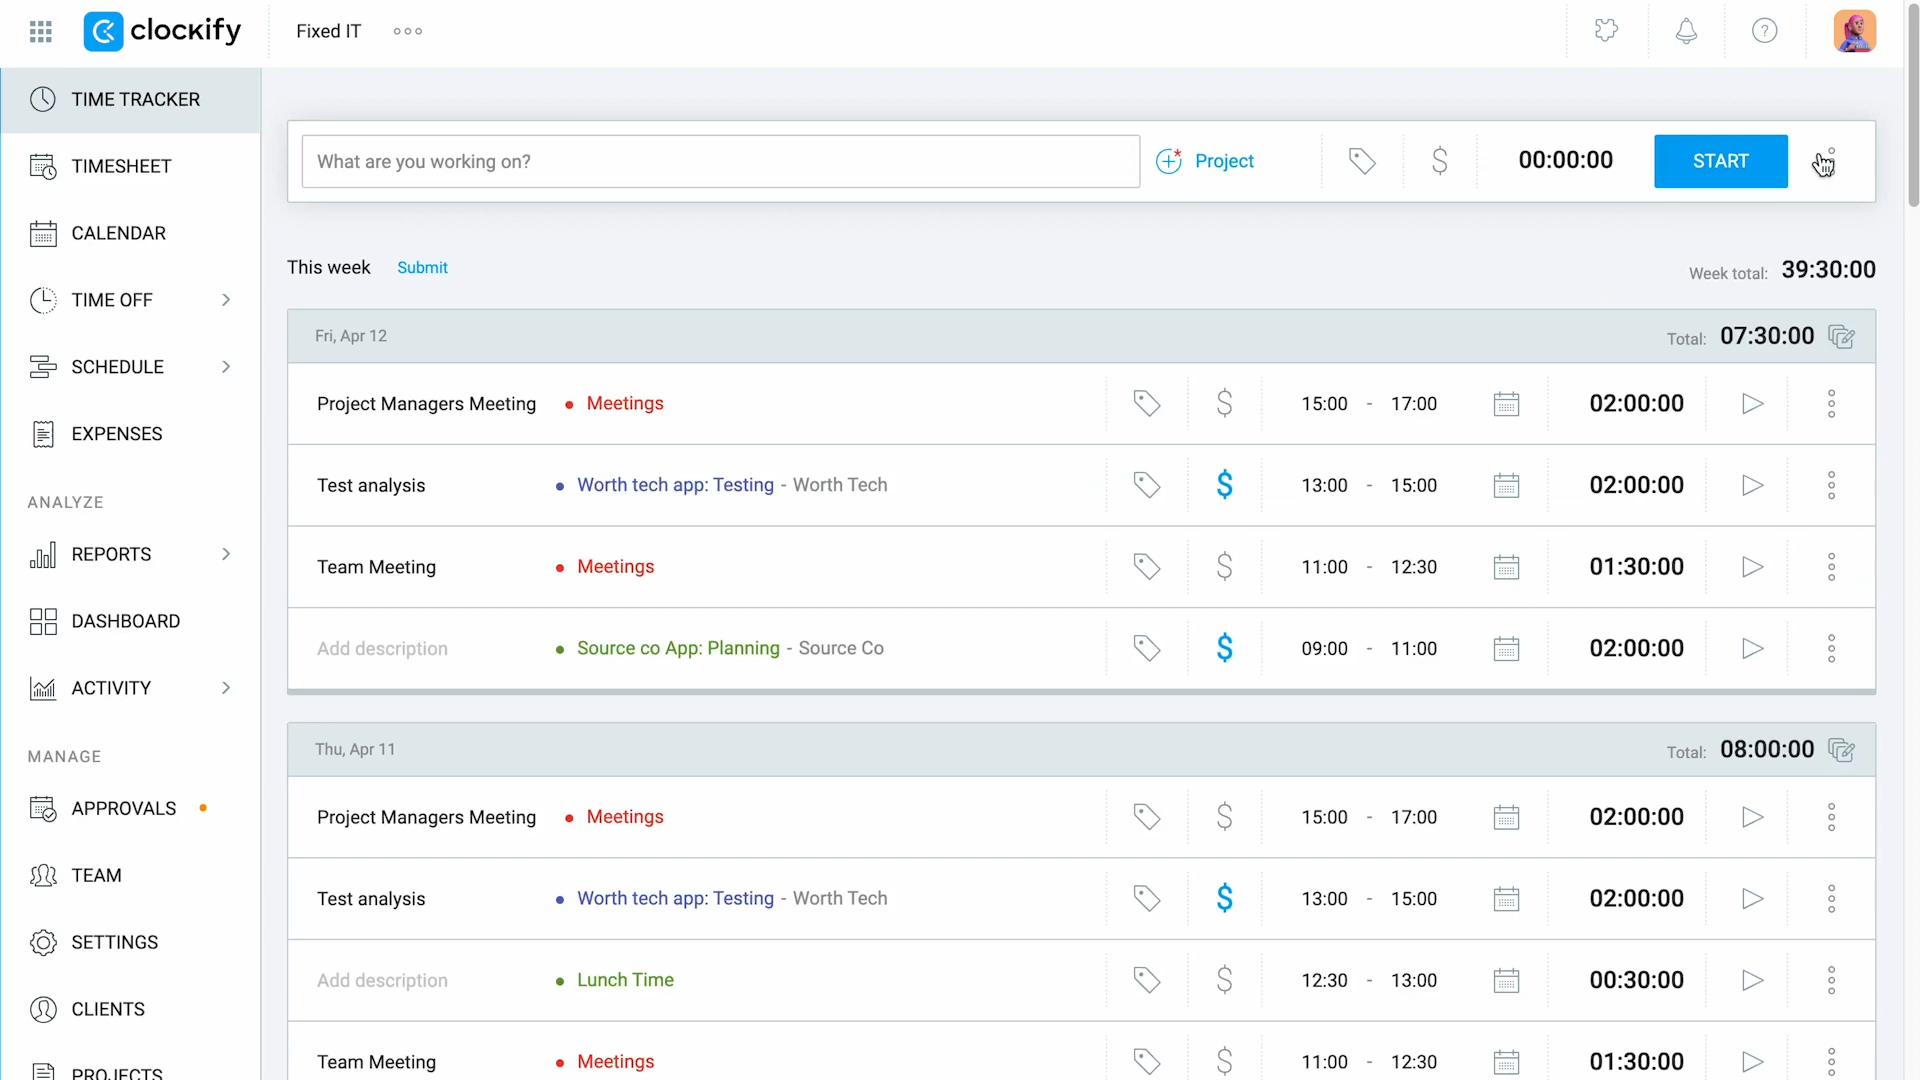 clockify
Fixed IT
TIME TRACKER
TIMESHEET
CALENDAR
TIME OFF
SCHEDULE
EXPENSES
ANALYZE
REPORTS
DASHBOARD
ACTIVITY
MANAGE
APPROVALS
TEAM
SETTINGS
CLIENTS
PROJECTS
What are you working on? Project $ 00:00:00 START
This week Submit Week total: 39:30:00
Fri, Apr 12 Total: 07:30:00
Project Managers Meeting • Meetings $ 15:00 - 17:00 02:00:00
Test analysis • Worth tech app: Testing - Worth Tech $ 13:00 - 15:00 02:00:00
Team Meeting • Meetings $ 11:00 - 12:30 01:30:00
Add description • Source co App: Planning - Source Co $ 09:00 - 11:00 02:00:00
Thu, Apr 11 Total: 08:00:00
Project Managers Meeting • Meetings $ 15:00 - 17:00 02:00:00
Test analysis • Worth tech app: Testing - Worth Tech $ 13:00 - 15:00 02:00:00
Add description • Lunch Time $ 12:30 - 13:00 00:30:00
Team Meeting • Meetings $ 11:00 - 12:30 01:30:00